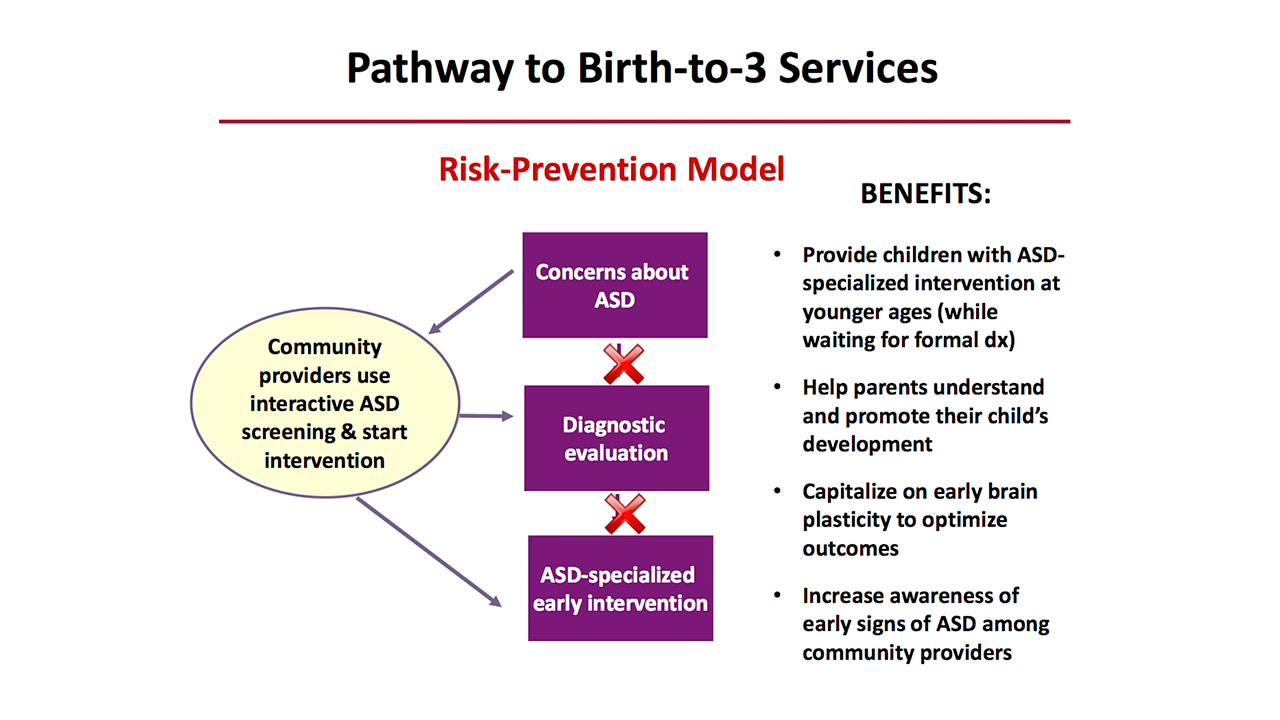 Pathway to Birth-to-3 Services
Risk-Prevention Model
Concerns about
ASD
Community
providers use
interactive ASD
screening & start
intervention
Diagnostic
evaluation
ASD-specialized
early intervention
BENEFITS:
• Provide children with ASD-
specialized intervention at
younger ages (while
waiting for formal dx)
• Help parents understand
and promote their child’s
development
• Capitalize on early brain
plasticity to optimize
outcomes
• Increase awareness of
early signs of ASD among
community providers